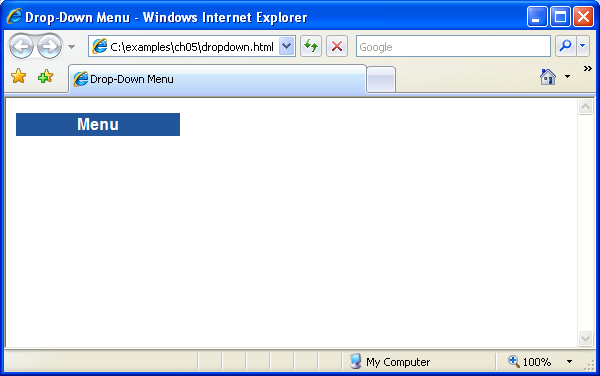 Drop-Down Menu - Windows Internet Explorer
C:\examples\ch05\dropdown.html
Google
Drop-Down Menu
Menu
My Computer
100%